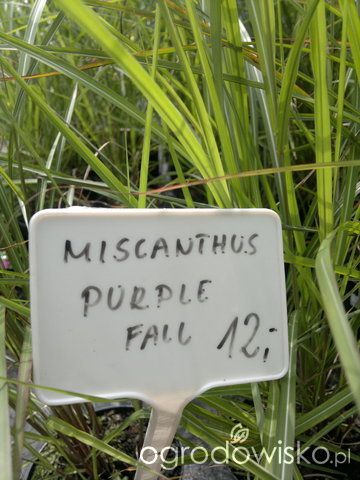 MISCANTHUS
PURPLE
FALL 12,-
ogrodowisko.pl